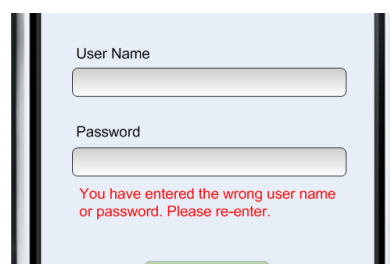 User Name
Password
You have entered the wrong user name
or password. Please re-enter.